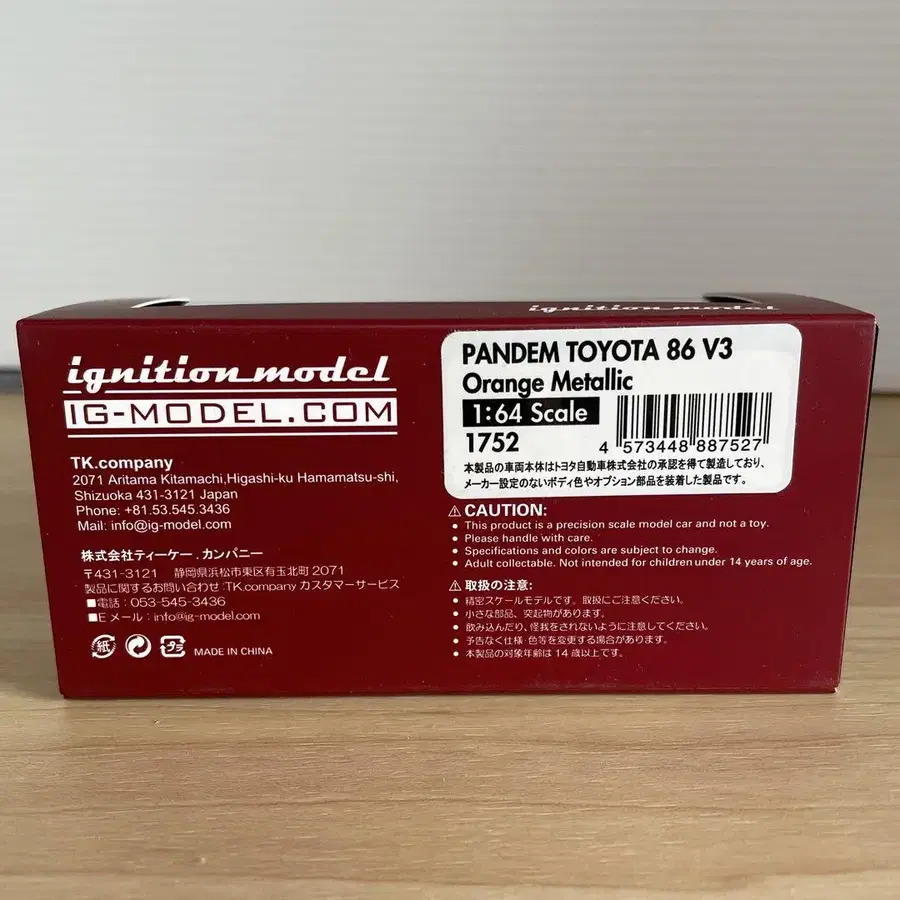 ignition model
ignition model
IG-MODEL.COM
TK.company
2071 Aritama Kitamachi,Higashi-ku Hamamatsu-shi,
Shizuoka 431-3121 Japan
Phone: +81.53.545.3436
Mail: info@ig-model.com
株式会社ティーケー.カンパニー
〒431-3121 静岡県浜松市東区有玉北町2071
製品に関するお問い合わせ:TK.company カスタマーサービス
■電話:053-545-3436
■Eメール:info@ig-model.com
紙 プラ MADE IN CHINA
PANDEM TOYOTA 86 V3
Orange Metallic
1:64 Scale
1752
4 573448 887527
本製品の車両本体はトヨタ自動車株式会社の承認を得て製造しており、
メーカー設定のないボディ色やオプション部品を装着した製品です。
⚠CAUTION:
● This product is a precision scale model car and not a toy.
● Please handle with care.
● Specifications and colors are subject to change.
● Adult collectable. Not intended for children under 14 years of age.
⚠取扱の注意:
● 精密スケールモデルです。取扱にご注意ください。
● 小さな部品、突起物があります。
● 飲み込んだり、怪我をされないように注意してください。
● 予告なく仕様・色等を変更する場合があります。
● 本製品の対象年齢は14歳以上です。